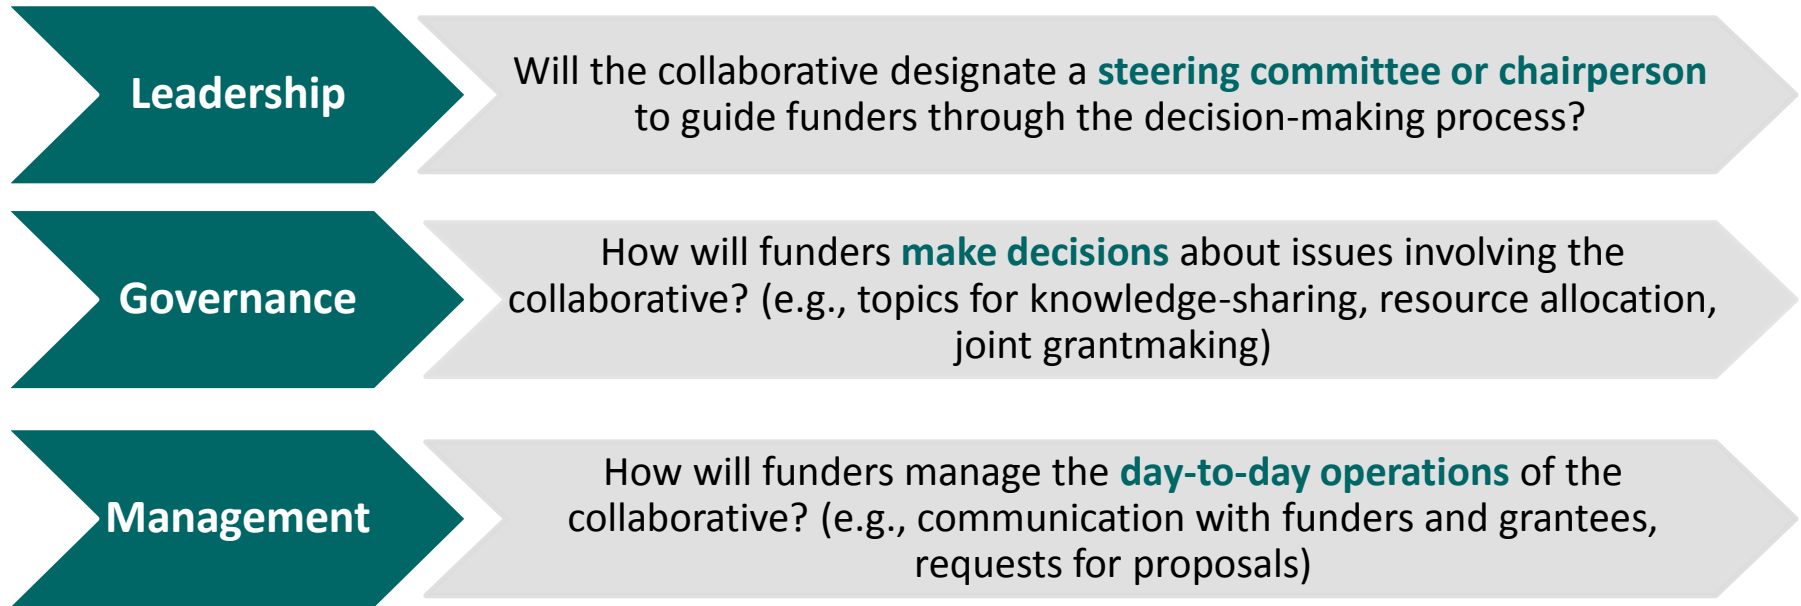 Leadership
Will the collaborative designate a steering committee or chairperson
to guide funders through the decision-making process?
Governance
How will funders make decisions about issues involving the
collaborative? (e.g., topics for knowledge-sharing, resource allocation,
joint grantmaking)
Management
How will funders manage the day-to-day operations of the
collaborative? (e.g., communication with funders and grantees,
requests for proposals)